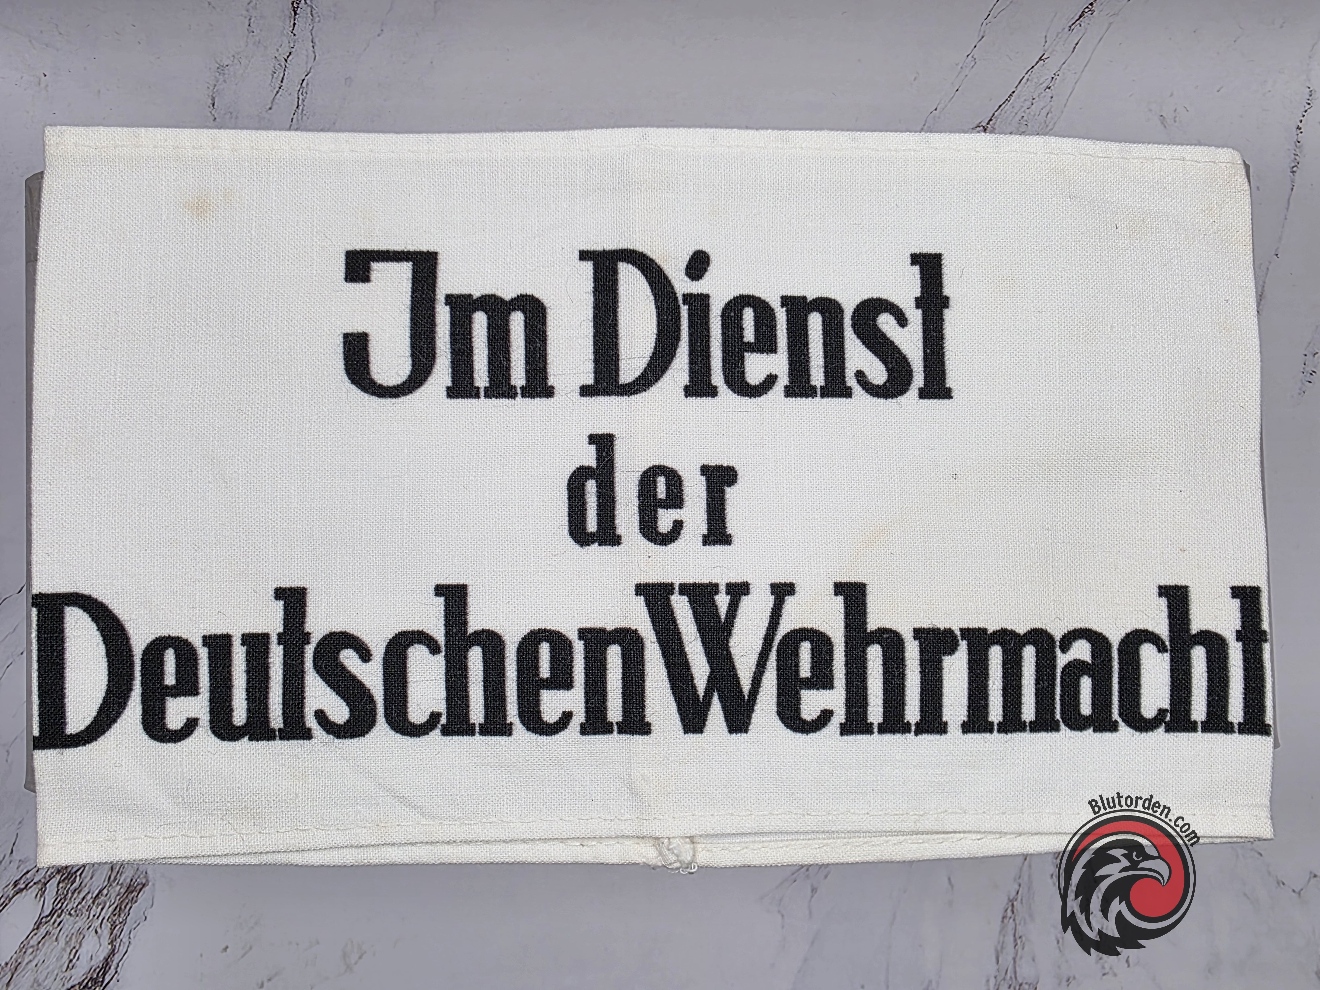 Im Dienst
der
Deutschen Wehrmacht
Blutorden.com